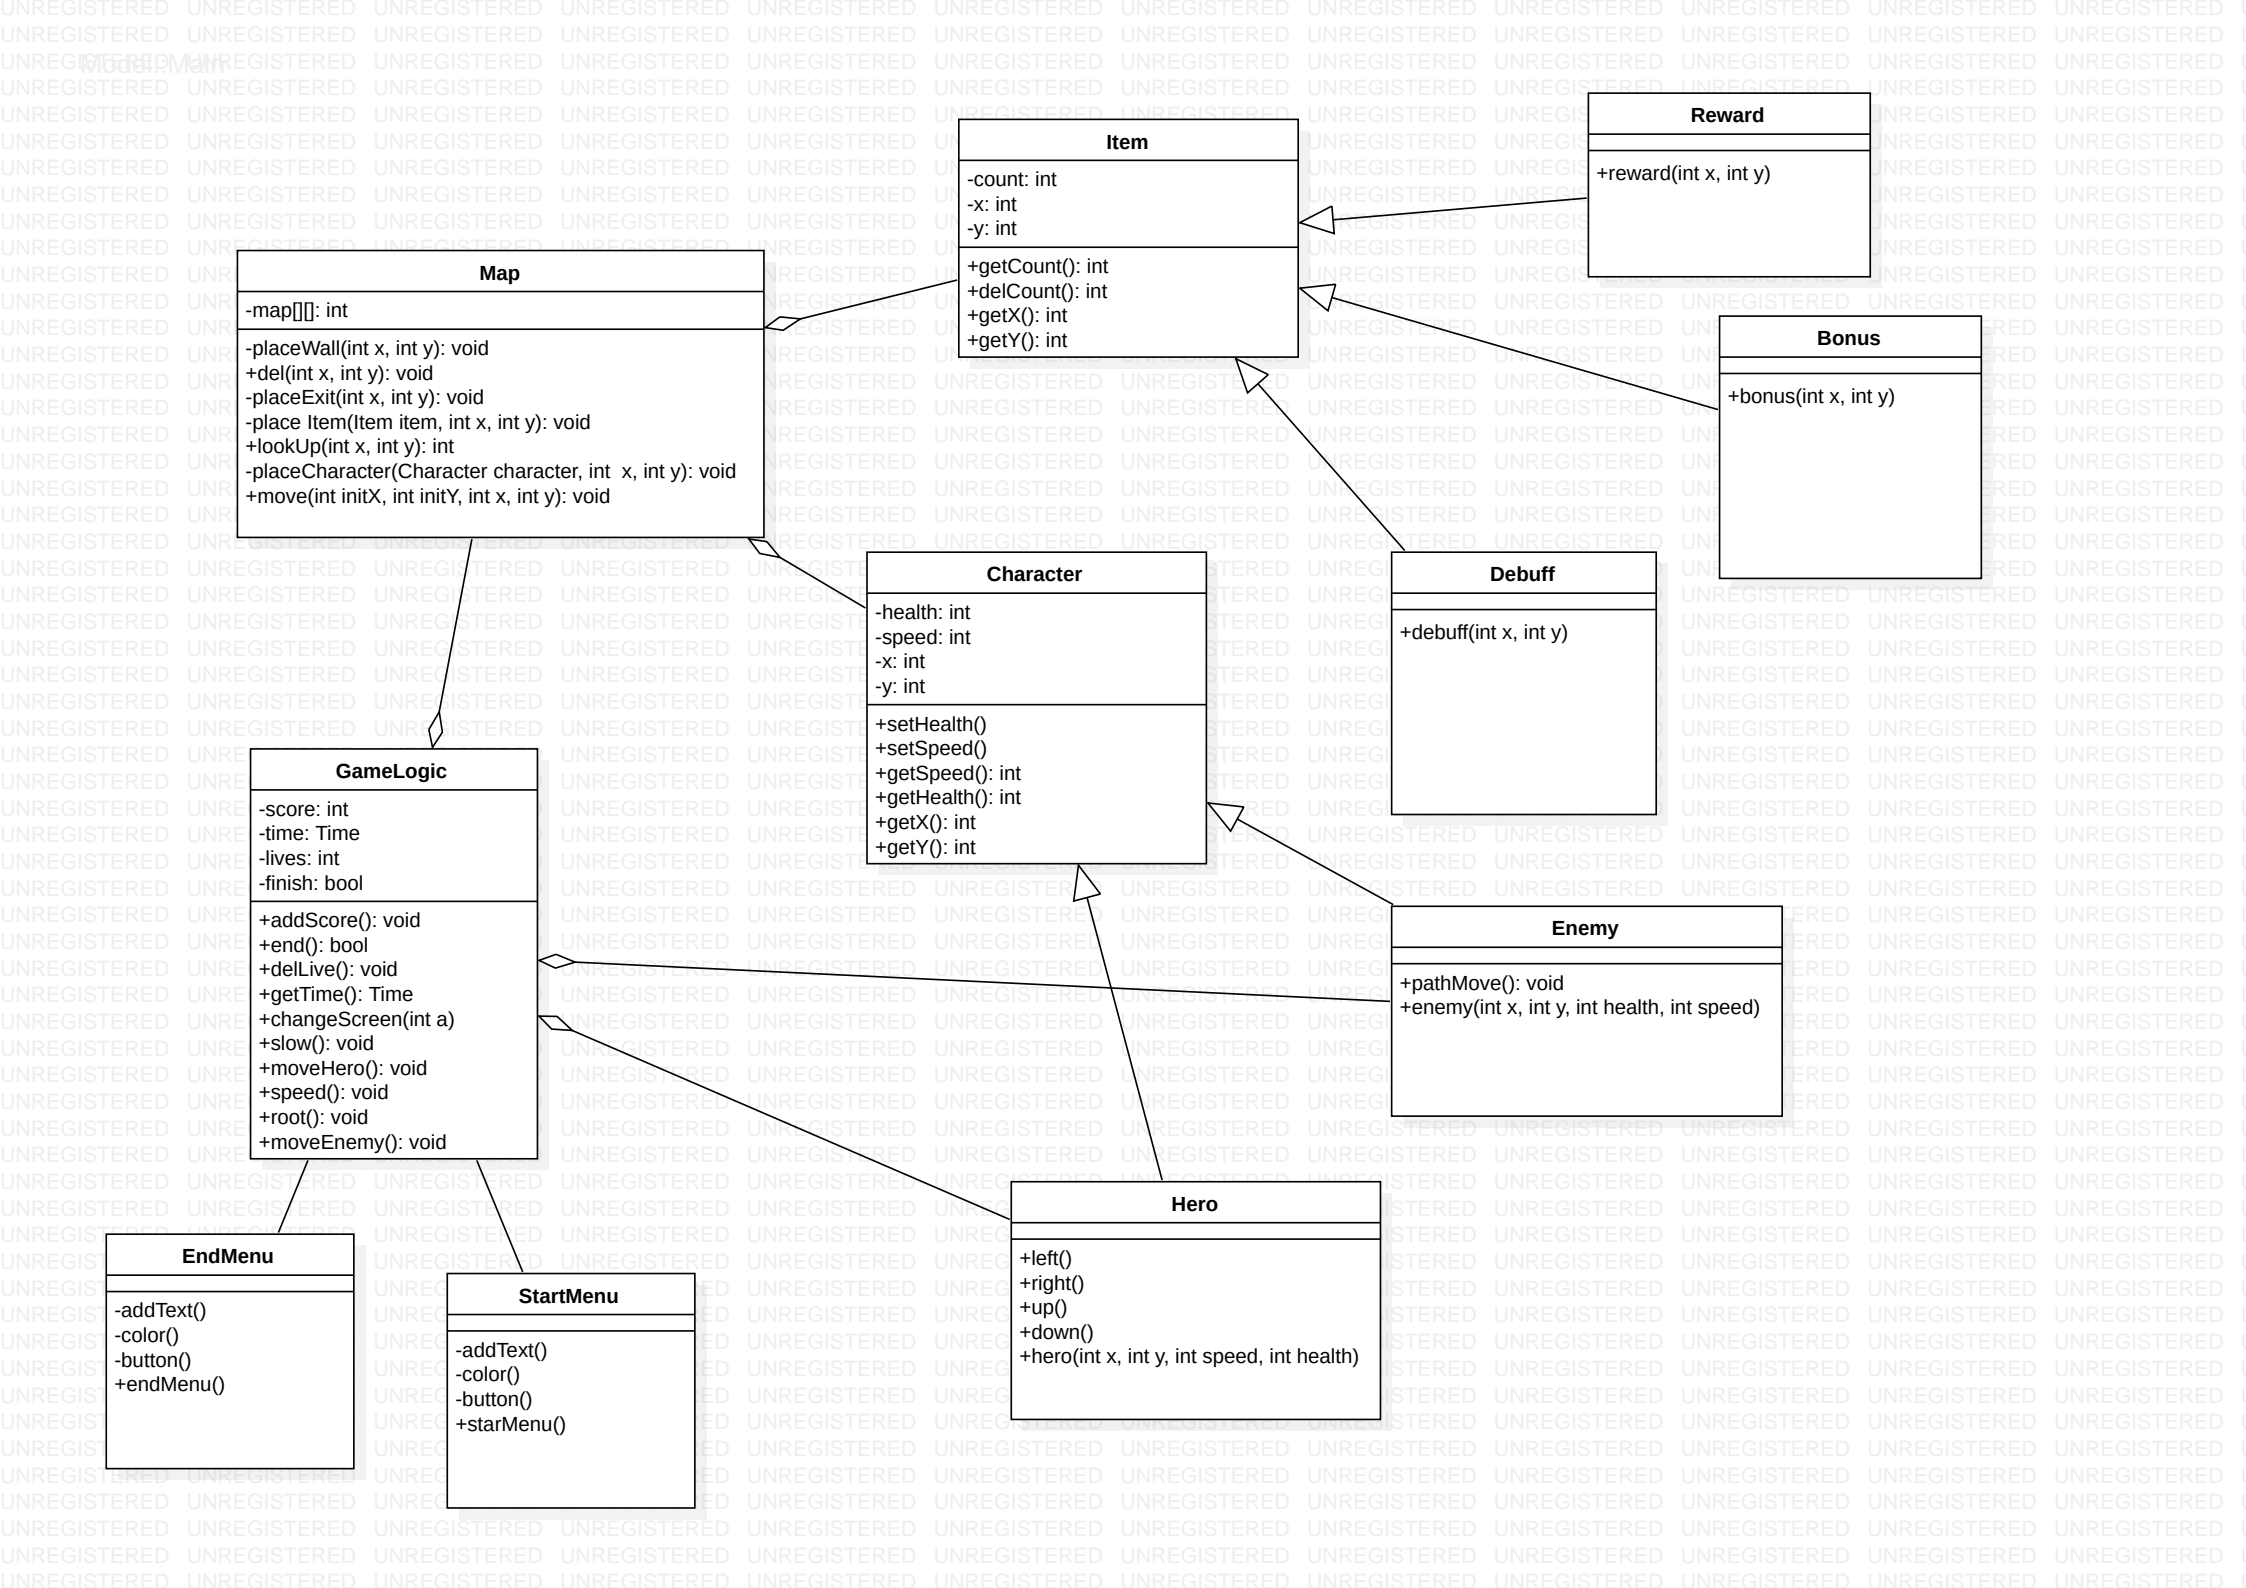 Model::Main
Item
-count: int
-x: int
-y: int
+getCount(): int
+delCount(): int
+getX(): int
+getY(): int
Reward
+reward(int x, int y)
Map
-map[][]: int
-placeWall(int x, int y): void
+del(int x, int y): void
-placeExit(int x, int y): void
-place Item(Item item, int x, int y): void
+lookUp(int x, int y): int
-placeCharacter(Character character, int  x, int y): void
+move(int initX, int initY, int x, int y): void
Bonus
+bonus(int x, int y)
Character
-health: int
-speed: int
-x: int
-y: int
+setHealth()
+setSpeed()
+getSpeed(): int
+getHealth(): int
+getX(): int
+getY(): int
Debuff
+debuff(int x, int y)
GameLogic
-score: int
-time: Time
-lives: int
-finish: bool
+addScore(): void
+end(): bool
+delLive(): void
+getTime(): Time
+changeScreen(int a)
+slow(): void
+moveHero(): void
+speed(): void
+root(): void
+moveEnemy(): void
Enemy
+pathMove(): void
+enemy(int x, int y, int health, int speed)
Hero
+left()
+right()
+up()
+down()
+hero(int x, int y, int speed, int health)
EndMenu
-addText()
-color()
-button()
+endMenu()
StartMenu
-addText()
-color()
-button()
+starMenu()
UNREGISTERED